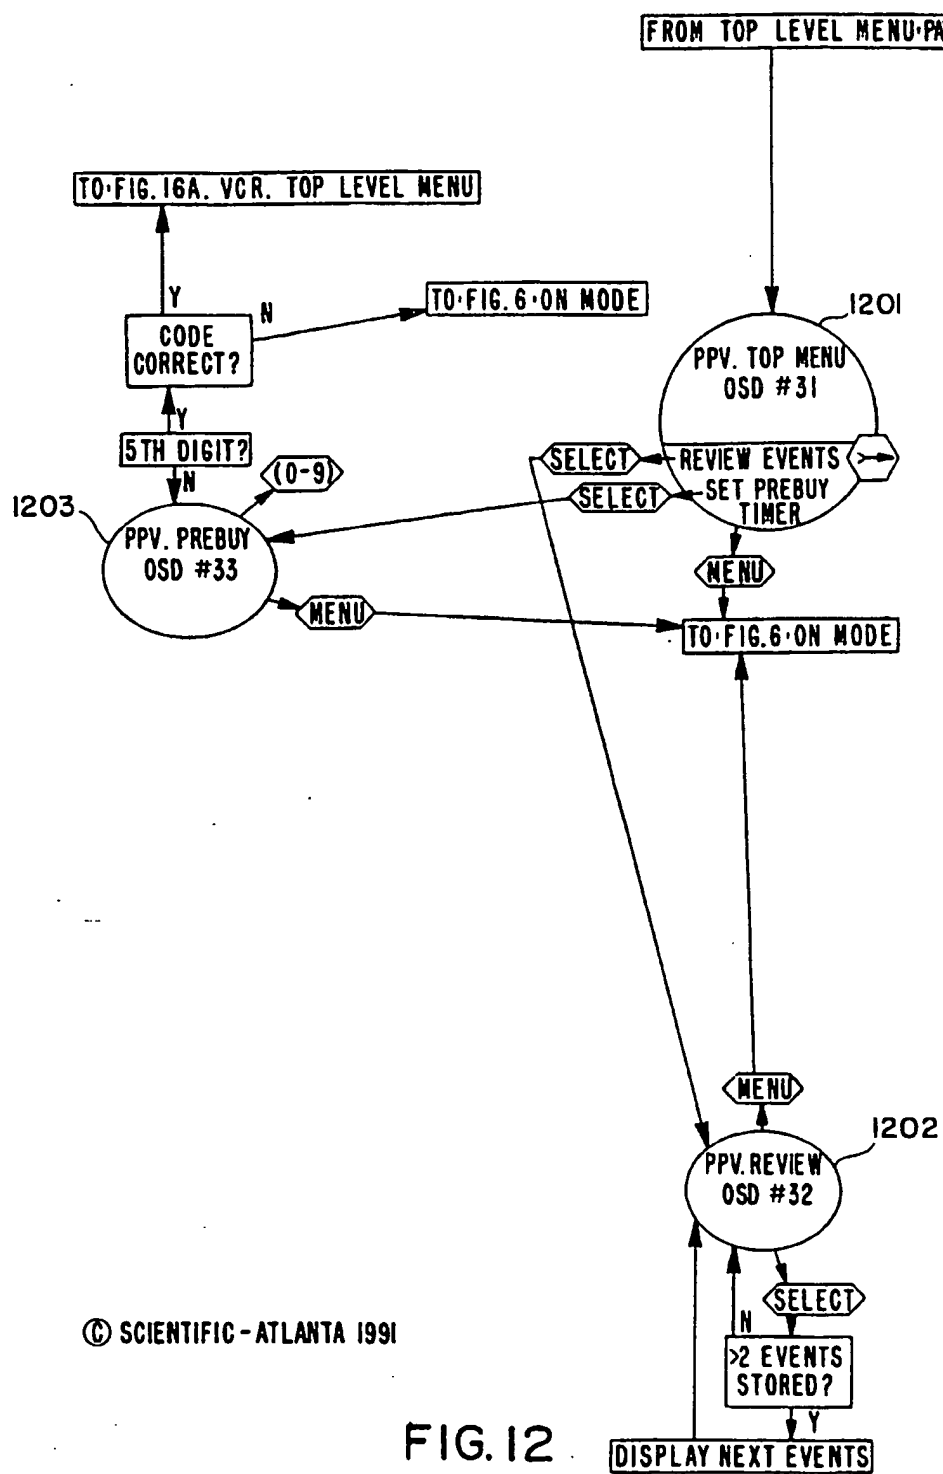 FROM TOP LEVEL MENU·PA
TO·FIG.16A. VCR. TOP LEVEL MENU
Y
N
TO·FIG.6·ON MODE
CODE
CORRECT?
1201
PPV. TOP MENU
OSD #31
Y
5TH DIGIT?
N
(0-9)
SELECT
REVIEW EVENTS
>
SELECT
SET PREBUY
TIMER
1203
PPV. PREBUY
OSD #33
MENU
MENU
TO·FIG.6·ON MODE
MENU
1202
PPV. REVIEW
OSD #32
SELECT
N
>2 EVENTS
STORED?
Y
DISPLAY NEXT EVENTS
© SCIENTIFIC-ATLANTA 1991
FIG. 12